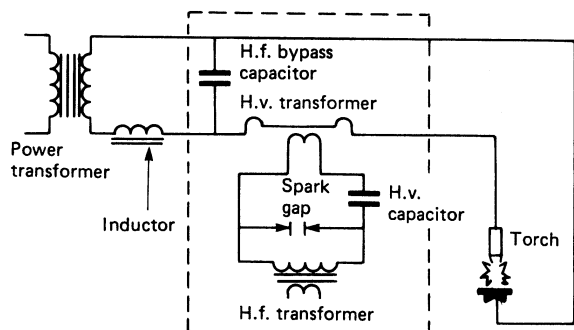 H.f. bypass
capacitor
H.v. transformer
Power
transformer
Inductor
Spark
gap
H.v.
capacitor
Torch
H.f. transformer